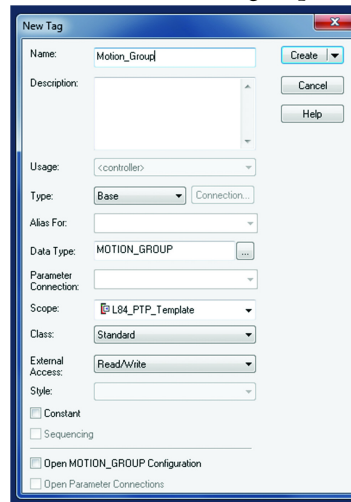 New Tag
Name: Motion_Group
Create
Description:
Cancel
Help
Usage: <controller>
Type: Base Connection...
Alias For:
Data Type: MOTION_GROUP ...
Parameter
Connection:
Scope: L84_PTP_Template
Class: Standard
External
Access: Read/Write
Style:
Constant
Sequencing
Open MOTION_GROUP Configuration
Open Parameter Connections